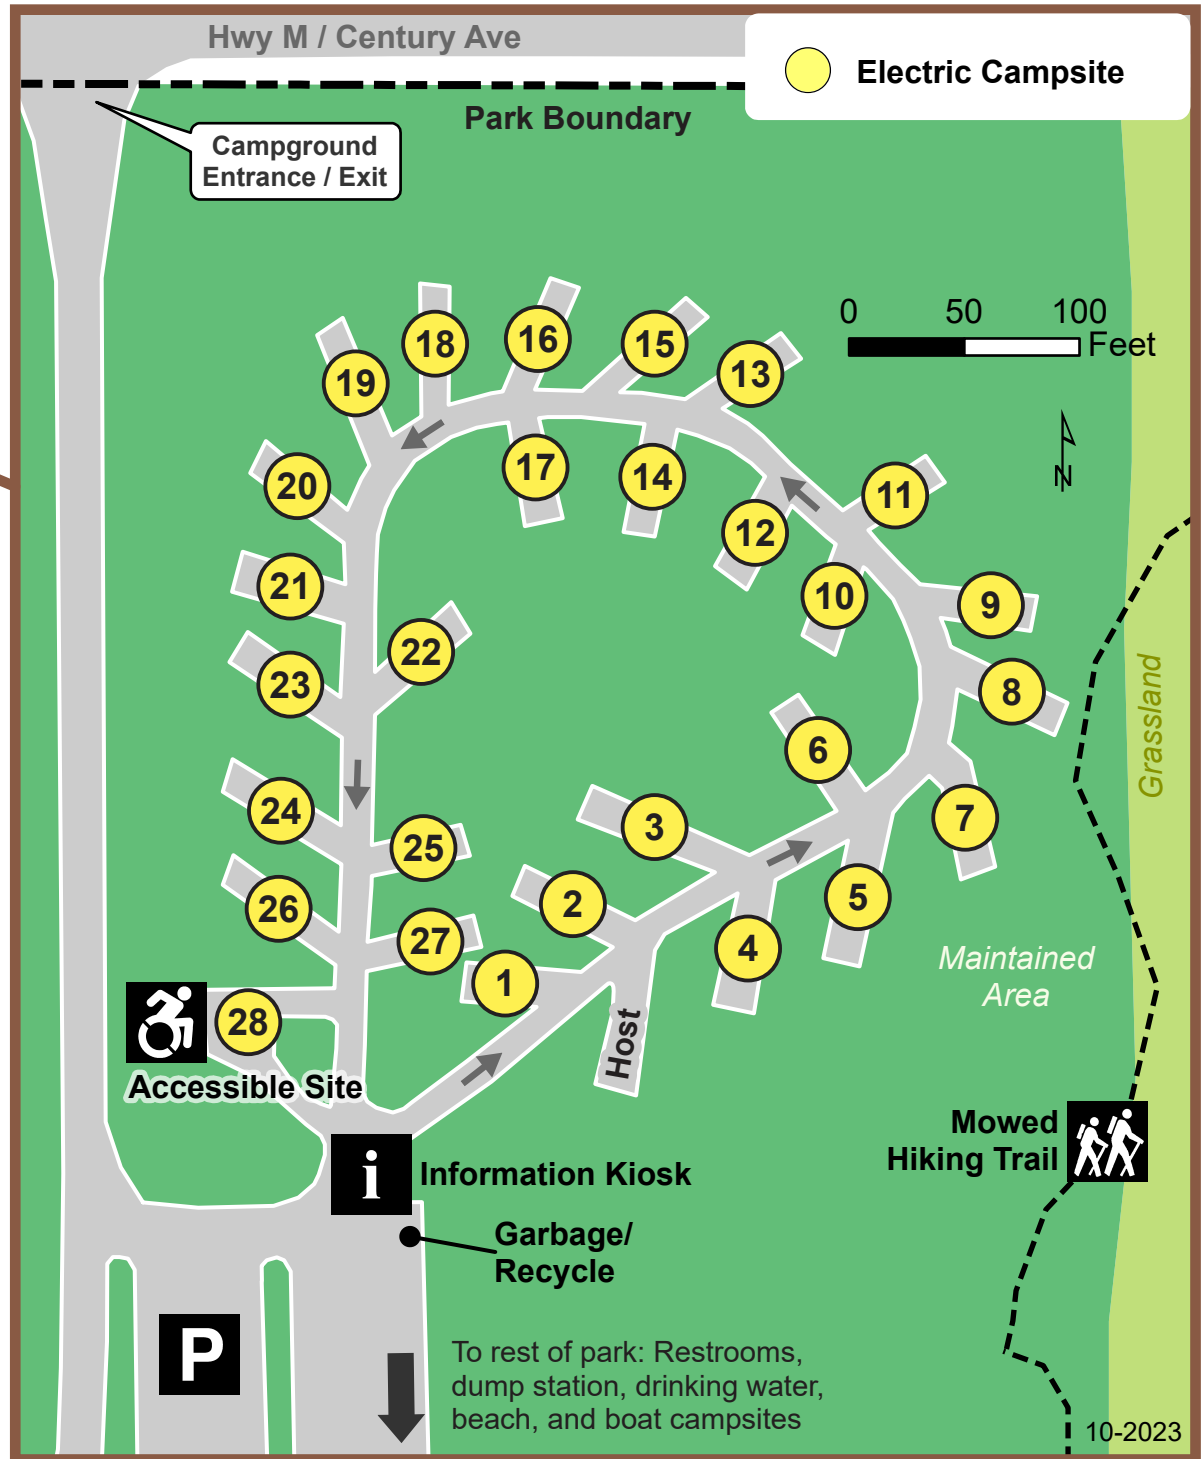 Hwy M / Century Ave
Electric Campsite
Park Boundary
Campground
Entrance / Exit
0 50 100
Feet
18
16
15
13
19
17
14
20
11
12
N
21
10
9
22
23
8
Grassland
6
24
3
7
25
2
5
26
27
4
1
Maintained
Area
28
Host
Accessible Site
Mowed
Hiking Trail
i
Information Kiosk
Garbage/
Recycle
P
To rest of park: Restrooms,
dump station, drinking water,
beach, and boat campsites
10-2023